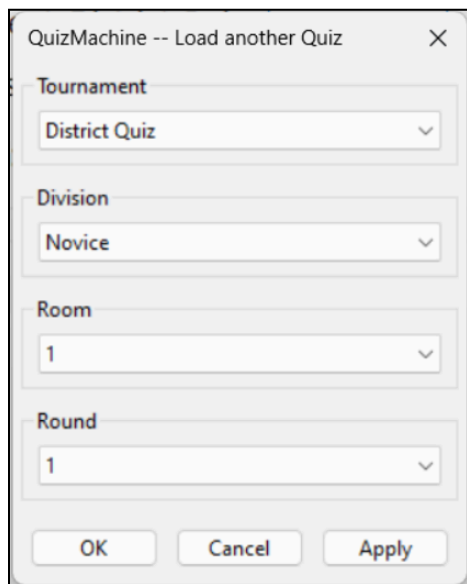 QuizMachine -- Load another Quiz
Tournament
District Quiz
Division
Novice
Room
1
Round
1
OK Cancel Apply